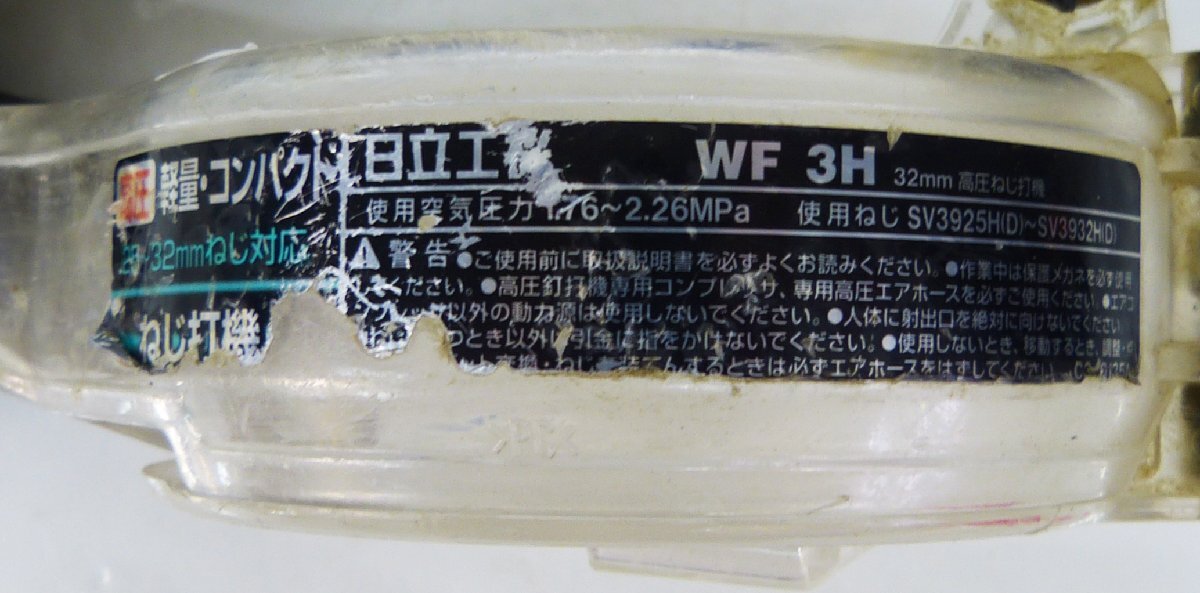 軽量・コンパクト
~32mmねじ対応
ねじ打機
日立工
WF 3H 32mm 高圧ねじ打機
使用空気圧力1.76~2.26MPa 使用ねじ SV3925H(D)~SV3932H(D)
警告 ●ご使用前に取扱説明書を必ずよくお読みください。●作業中は保護メガネを必ず使用
てください。●高圧釘打機専用コンプレッサ、専用高圧エアホースを必ずご使用ください。●エアコ
プレッサ以外の動力源は使用しないでください。●人体に射出口を絶対に向けないでください
つとき以外に引金に指をかけないでください。●使用しないとき、移動するとき、調整・
するときは必ずエアホースをはずしてください